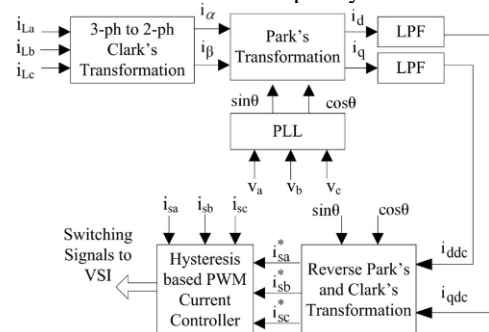 i_La
i_Lb
i_Lc
3-ph to 2-ph
Clark's
Transformation
i_α
i_β
Park's
Transformation
i_d
i_q
LPF
LPF
sinθ
cosθ
PLL
v_a
v_b
v_c
i_sa
i_sb
i_sc
sinθ
cosθ
Switching
Signals to
VSI
Hysteresis
based PWM
Current
Controller
i*_sa
i*_sb
i*_sc
Reverse Park's
and Clark's
Transformation
i_ddc
i_qdc